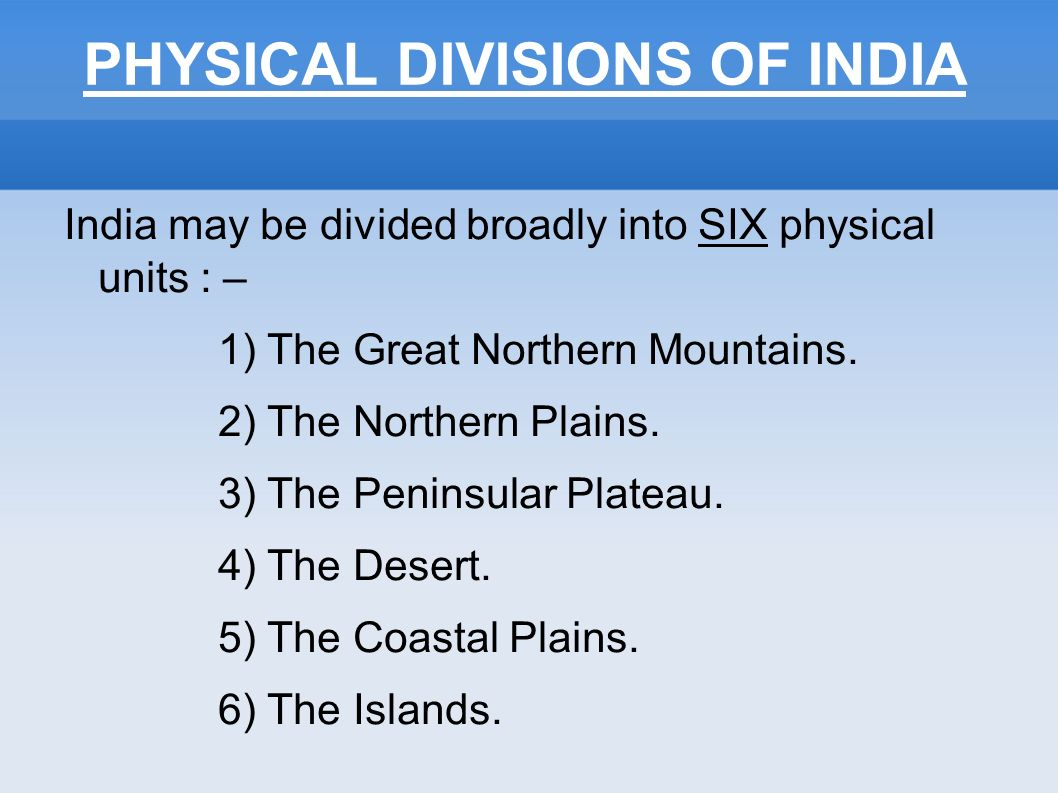 PHYSICAL DIVISIONS OF INDIA
India may be divided broadly into SIX physical
units : –
1) The Great Northern Mountains.
2) The Northern Plains.
3) The Peninsular Plateau.
4) The Desert.
5) The Coastal Plains.
6) The Islands.